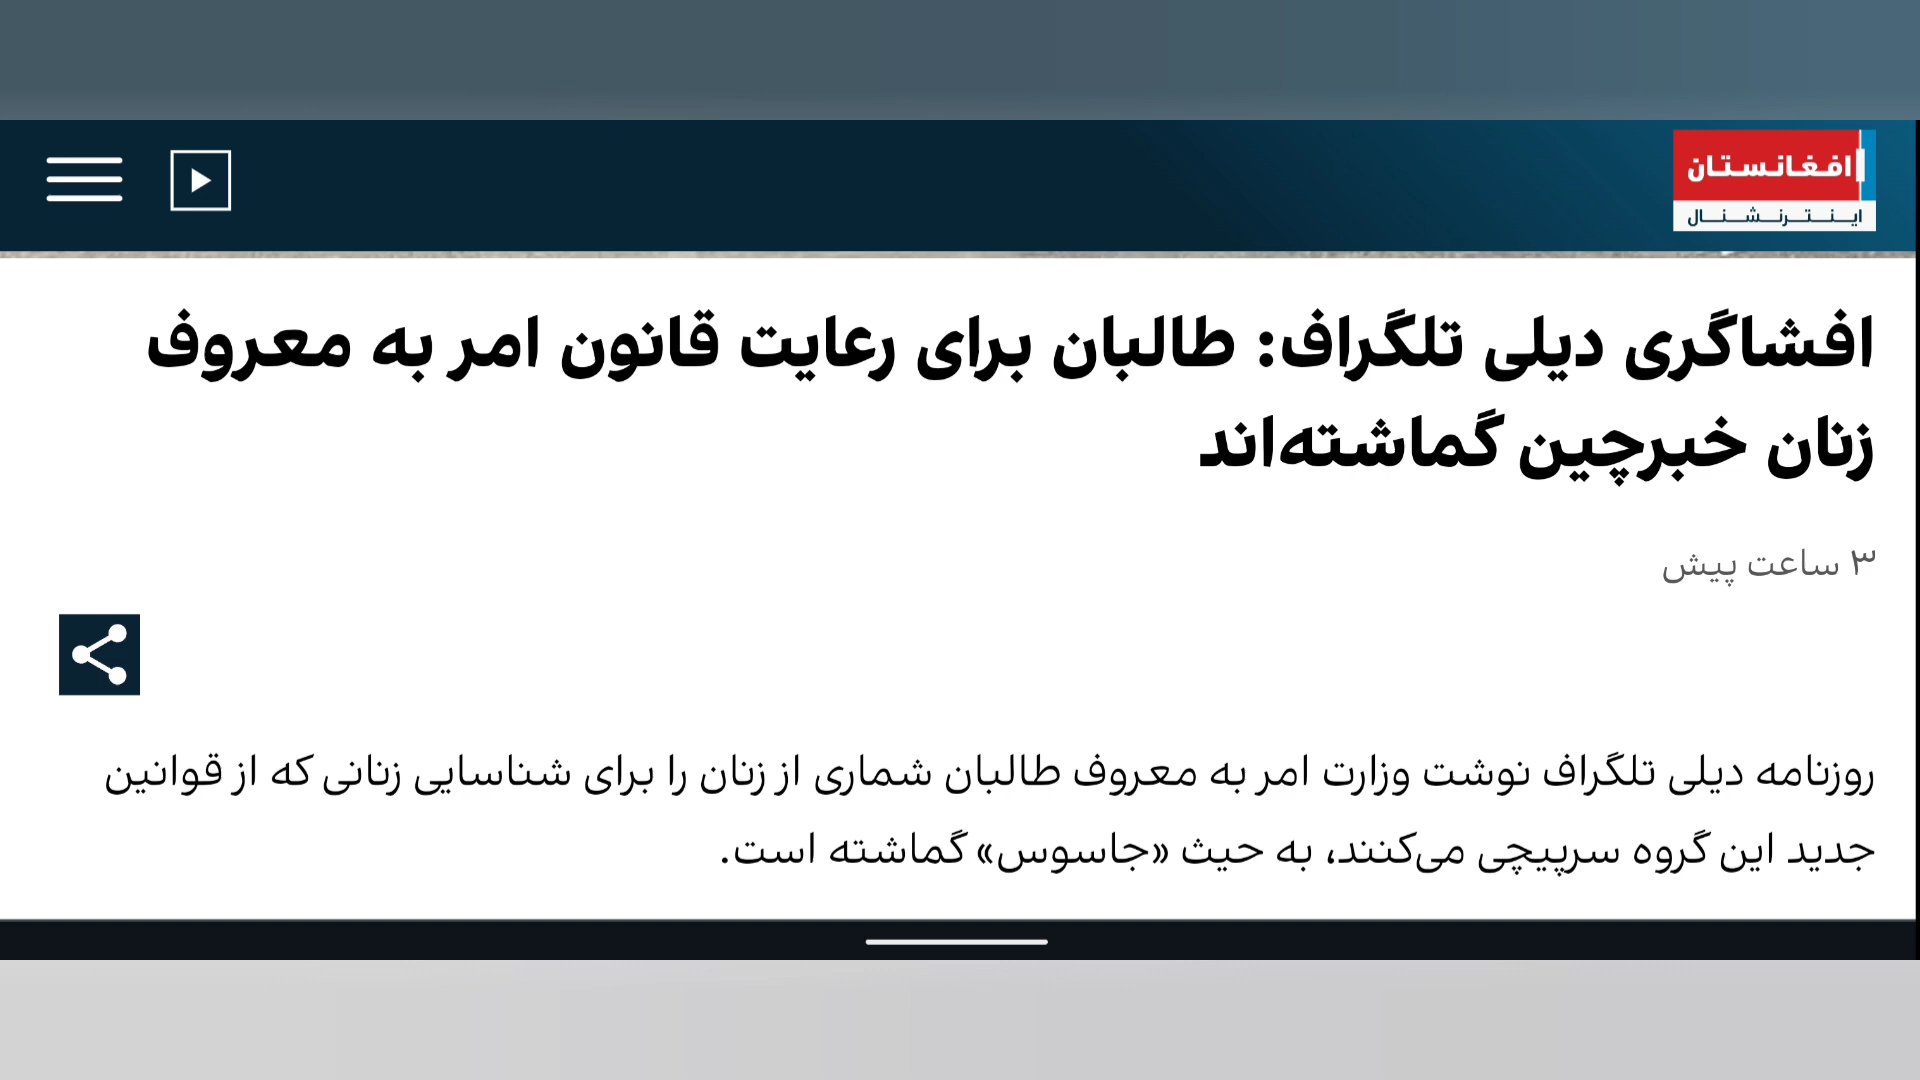 افغانستان
اینترنشنال
افشاگری دیلی تلگراف: طالبان برای رعایت قانون امر به معروف
زنان خبرچین گماشته‌اند
۳ ساعت پیش
روزنامه دیلی تلگراف نوشت وزارت امر به معروف طالبان شماری از زنان را برای شناسایی زنانی که از قوانین
جدید این گروه سرپیچی می‌کنند، به حیث «جاسوس» گماشته است.